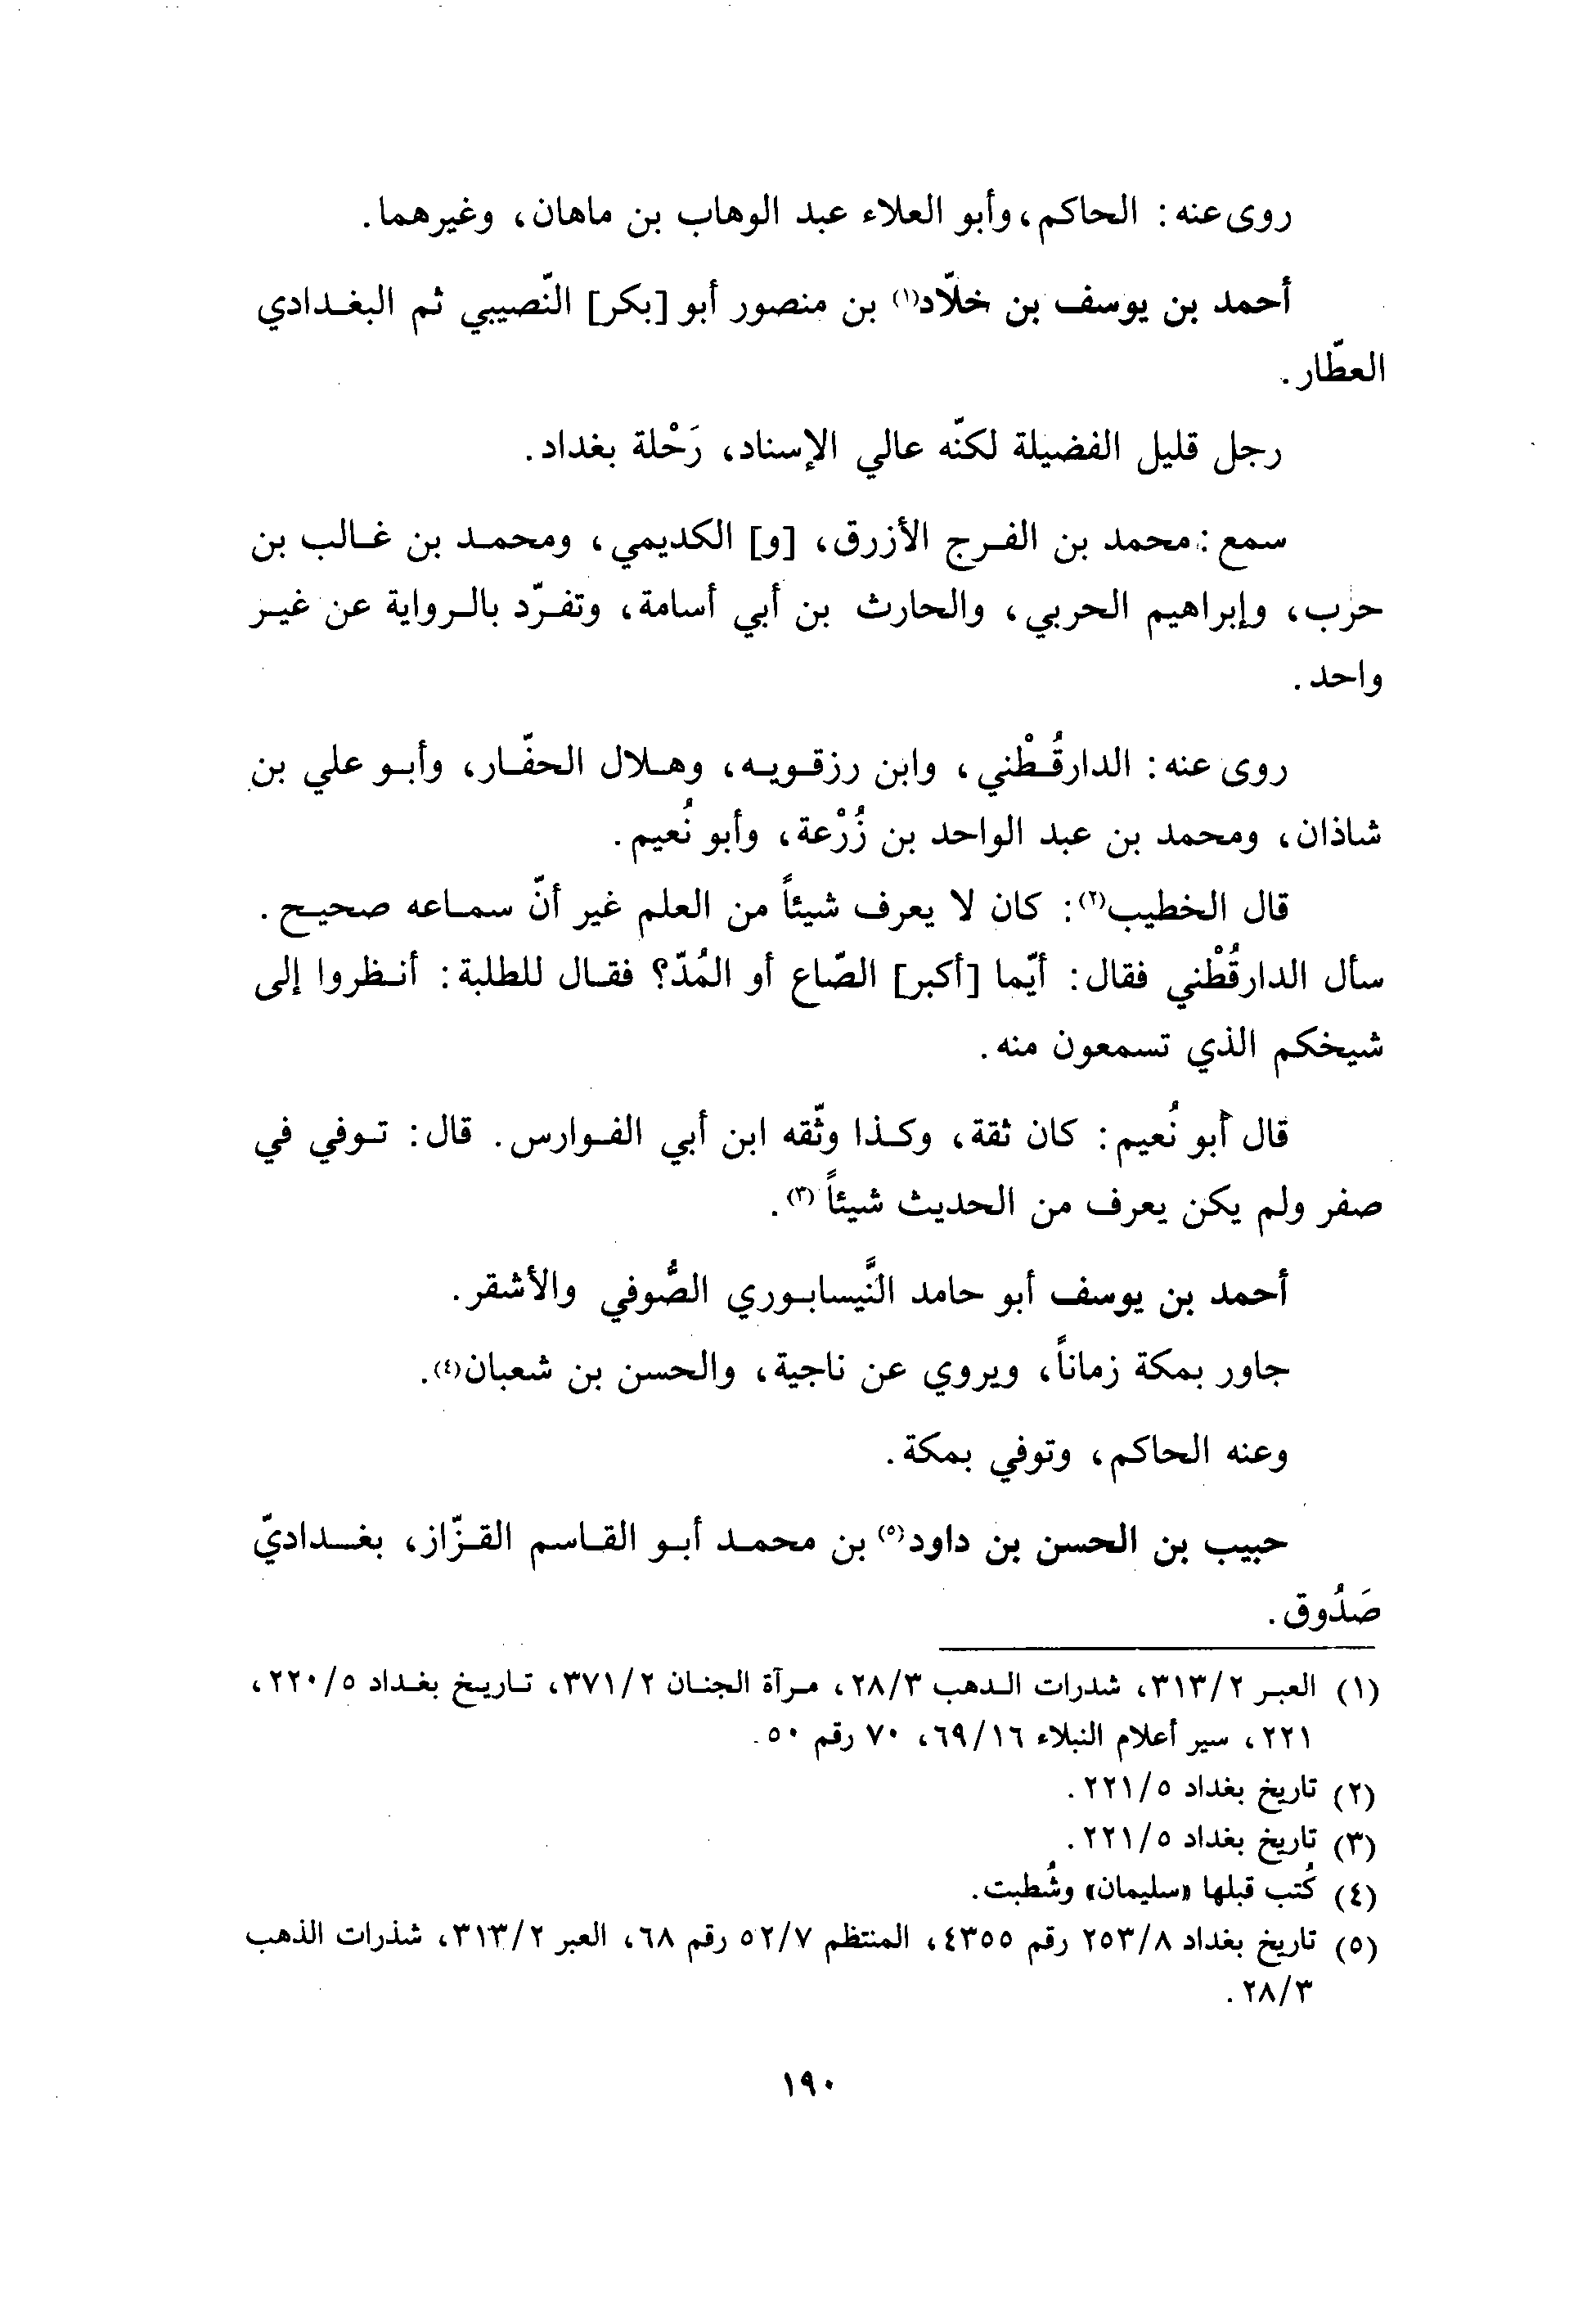 روى عنه: الحاكم، وأبو العلاء عبد الوهاب بن ماهان، وغيرهما.
أحمد بن يوسف بن خلّاد(١) بن منصور أبو [بكر] النّصيبي ثم البغدادي
العطّار.
رجل قليل الفضيلة لكنّه عالي الإسناد، رَحْلة بغداد.
سمع: محمد بن الفرج الأزرق، [و] الكديمي، ومحمد بن غالب بن
حرب، وإبراهيم الحربي، والحارث بن أبي أسامة، وتفرّد بالرواية عن غير
واحد.
روى عنه: الدارقُطْني، وابن رزقويه، وهلال الحفّار، وأبو علي بن
شاذان، ومحمد بن عبد الواحد بن زُرْعة، وأبو نُعيم.
قال الخطيب(٢): كان لا يعرف شيئاً من العلم غير أنّ سماعه صحيح.
سأل الدارقُطْني فقال: أيّما [أكبر] الصّاع أو المُدّ؟ فقال للطلبة: أنظروا إلى
شيخكم الذي تسمعون منه.
قال أبو نُعيم: كان ثقة، وكذا وثّقه ابن أبي الفوارس. قال: توفي في
صفر ولم يكن يعرف من الحديث شيئاً(٣).
أحمد بن يوسف أبو حامد النَّيسابوري الصُّوفي والأشقر.
جاور بمكة زماناً، ويروي عن ناجية، والحسن بن شعبان(٤).
وعنه الحاكم، وتوفي بمكة.
حبيب بن الحسن بن داود(٥) بن محمد أبو القاسم القزّاز، بغداديّ
صَدُوق.
(١) العبر ٣١٣/٢، شدرات الدهب ٢٨/٣، مرآة الجنان ٣٧١/٢، تاريخ بغداد ٢٢٠/٥،
٢٢١، سير أعلام النبلاء ٦٩/١٦، ٧٠ رقم ٥٠.
(٢) تاريخ بغداد ٢٢١/٥.
(٣) تاريخ بغداد ٢٢١/٥.
(٤) كُتب قبلها «سليمان» وشُطبت.
(٥) تاريخ بغداد ٢٥٣/٨ رقم ٤٣٥٥، المنتظم ٥٢/٧ رقم ٦٨، العبر ٣١٣/٢، شذرات الذهب
٢٨/٣.
١٩٠